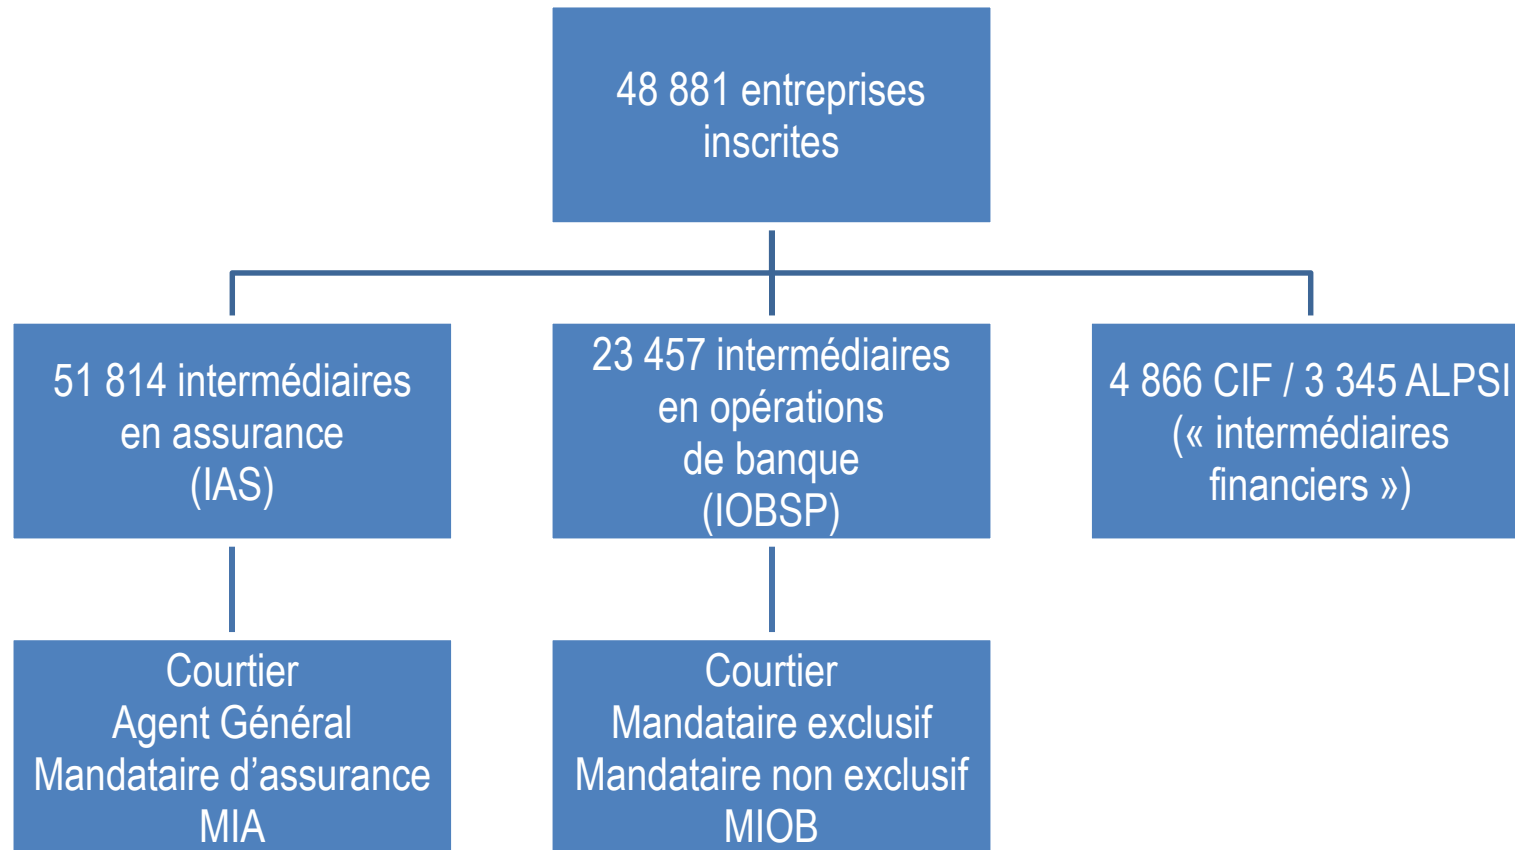 48 881 entreprises
inscrites
51 814 intermédiaires
en assurance
(IAS)
23 457 intermédiaires
en opérations
de banque
(IOBSP)
4 866 CIF / 3 345 ALPSI
(« intermédiaires
financiers »)
Courtier
Agent Général
Mandataire d’assurance
MIA
Courtier
Mandataire exclusif
Mandataire non exclusif
MIOB